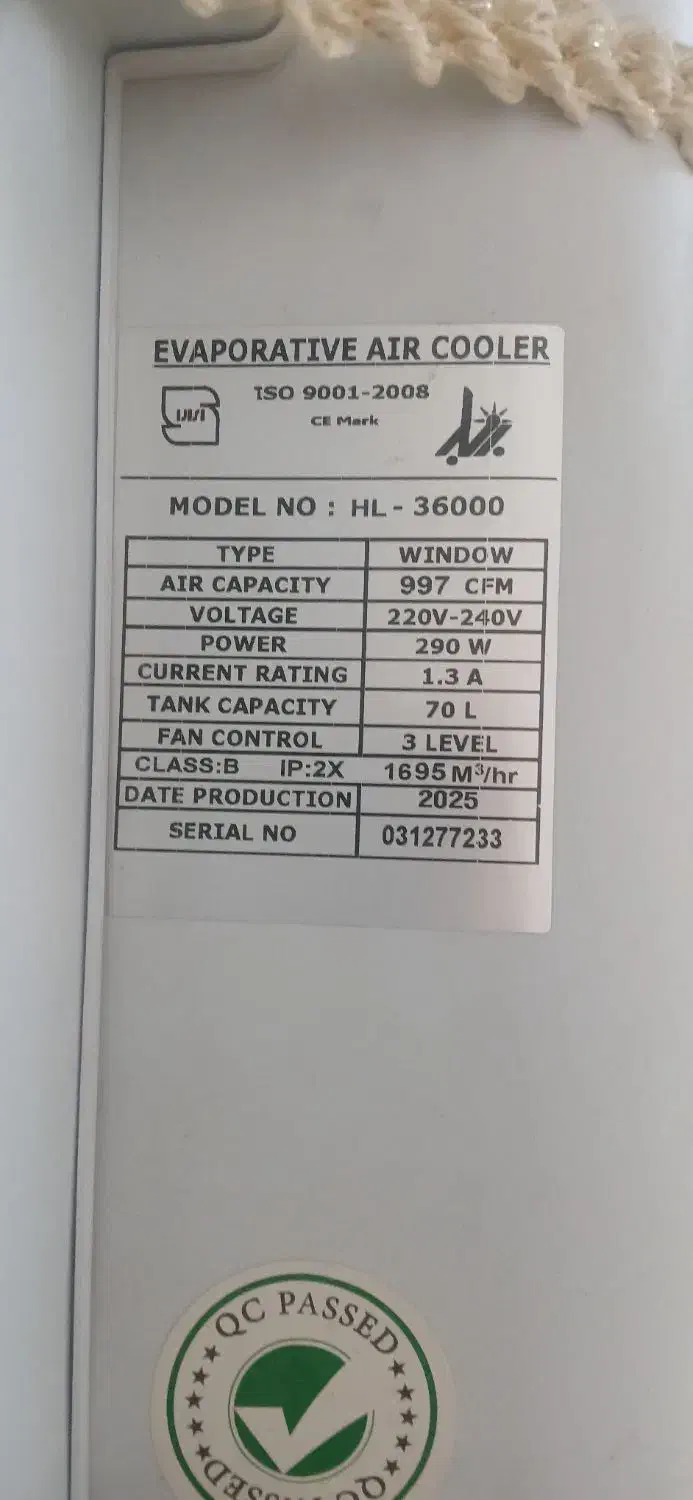 EVAPORATIVE AIR COOLER
ISO 9001-2008
CE Mark
MODEL NO : HL - 36000
TYPE WINDOW
AIR CAPACITY 997 CFM
VOLTAGE 220V-240V
POWER 290 W
CURRENT RATING 1.3 A
TANK CAPACITY 70 L
FAN CONTROL 3 LEVEL
CLASS:B IP:2X 1695 M³/hr
DATE PRODUCTION 2025
SERIAL NO 031277233
QC PASSED